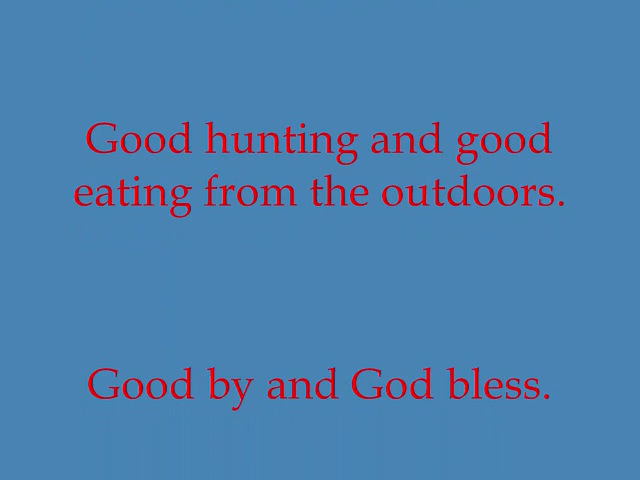 Good hunting and good
eating from the outdoors.
Good by and God bless.